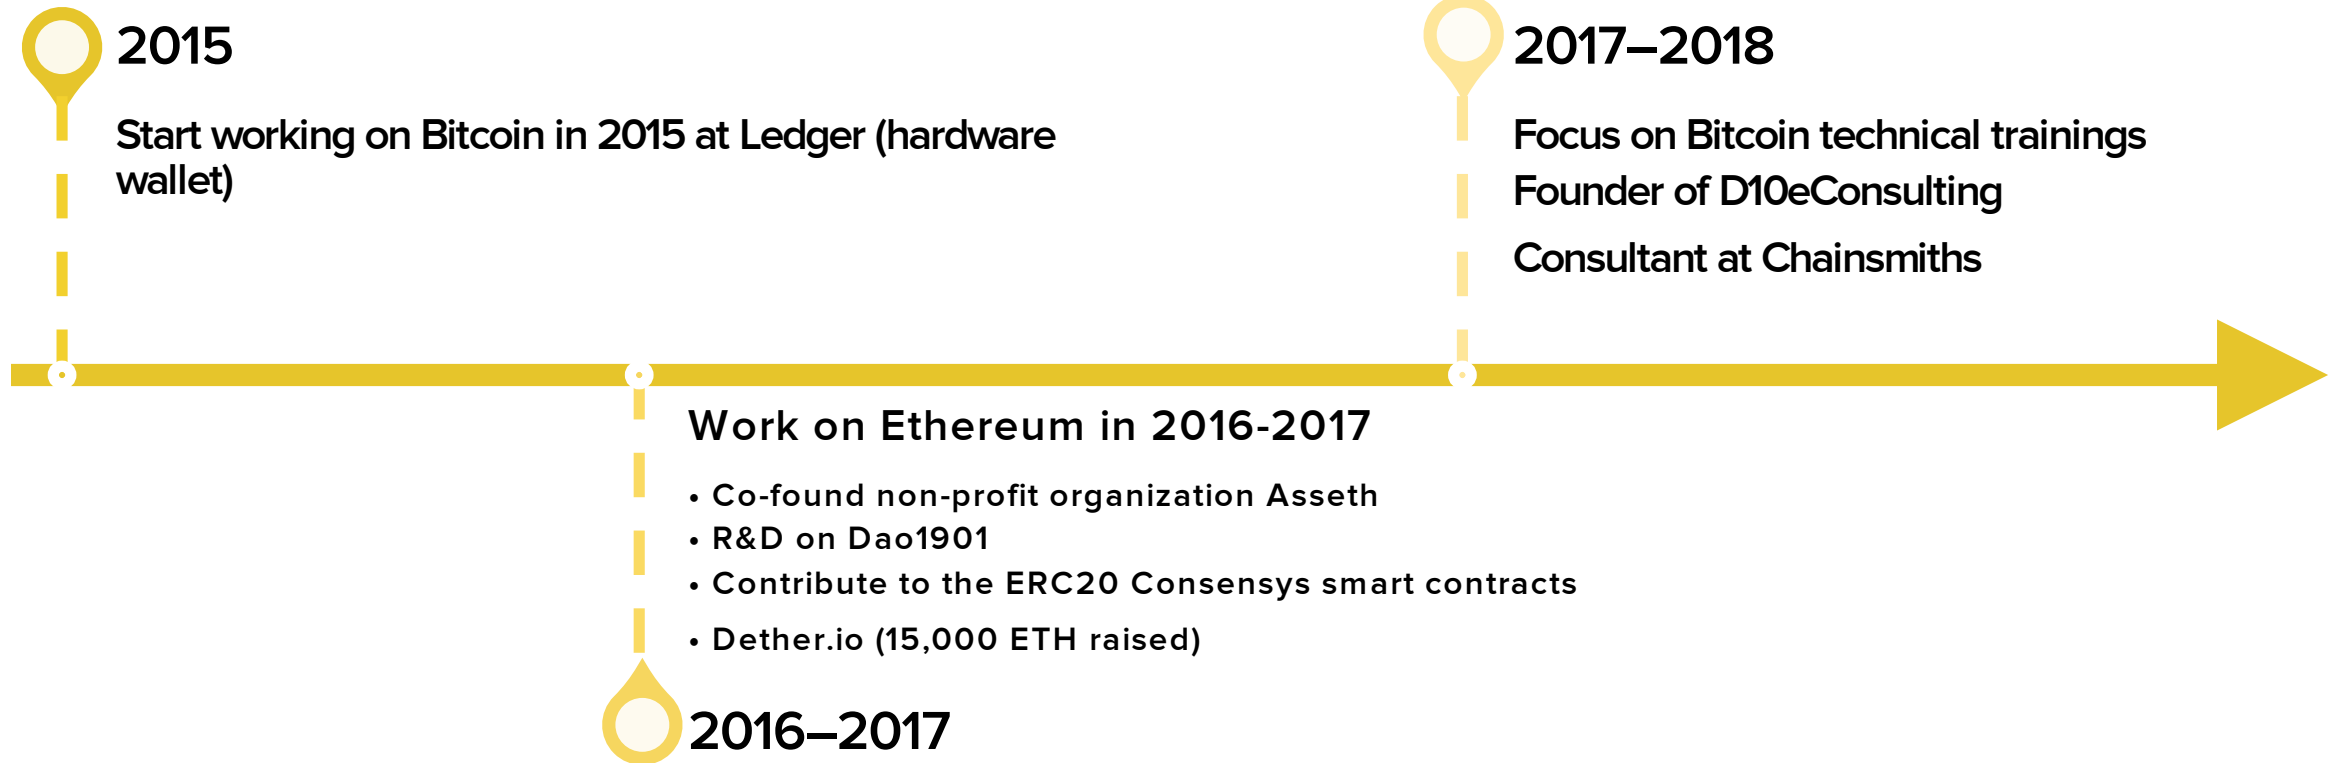 2015
Start working on Bitcoin in 2015 at Ledger (hardware
wallet)
2017–2018
Focus on Bitcoin technical trainings
Founder of D10eConsulting
Consultant at Chainsmiths
Work on Ethereum in 2016-2017
• Co-found non-profit organization Asseth
• R&D on Dao1901
• Contribute to the ERC20 Consensys smart contracts
• Dether.io (15,000 ETH raised)
2016–2017